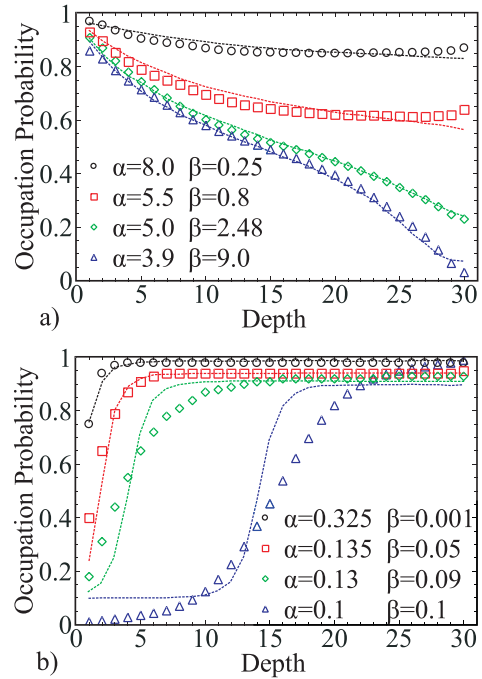 1
0.8
0.6
0.4
0.2
0
Occupation Probability
α=8.0 β=0.25
α=5.5 β=0.8
α=5.0 β=2.48
α=3.9 β=9.0
0 5 10 15 20 25 30
Depth
a)
1
0.8
0.6
0.4
0.2
0
Occupation Probability
α=0.325 β=0.001
α=0.135 β=0.05
α=0.13 β=0.09
α=0.1 β=0.1
0 5 10 15 20 25 30
Depth
b)